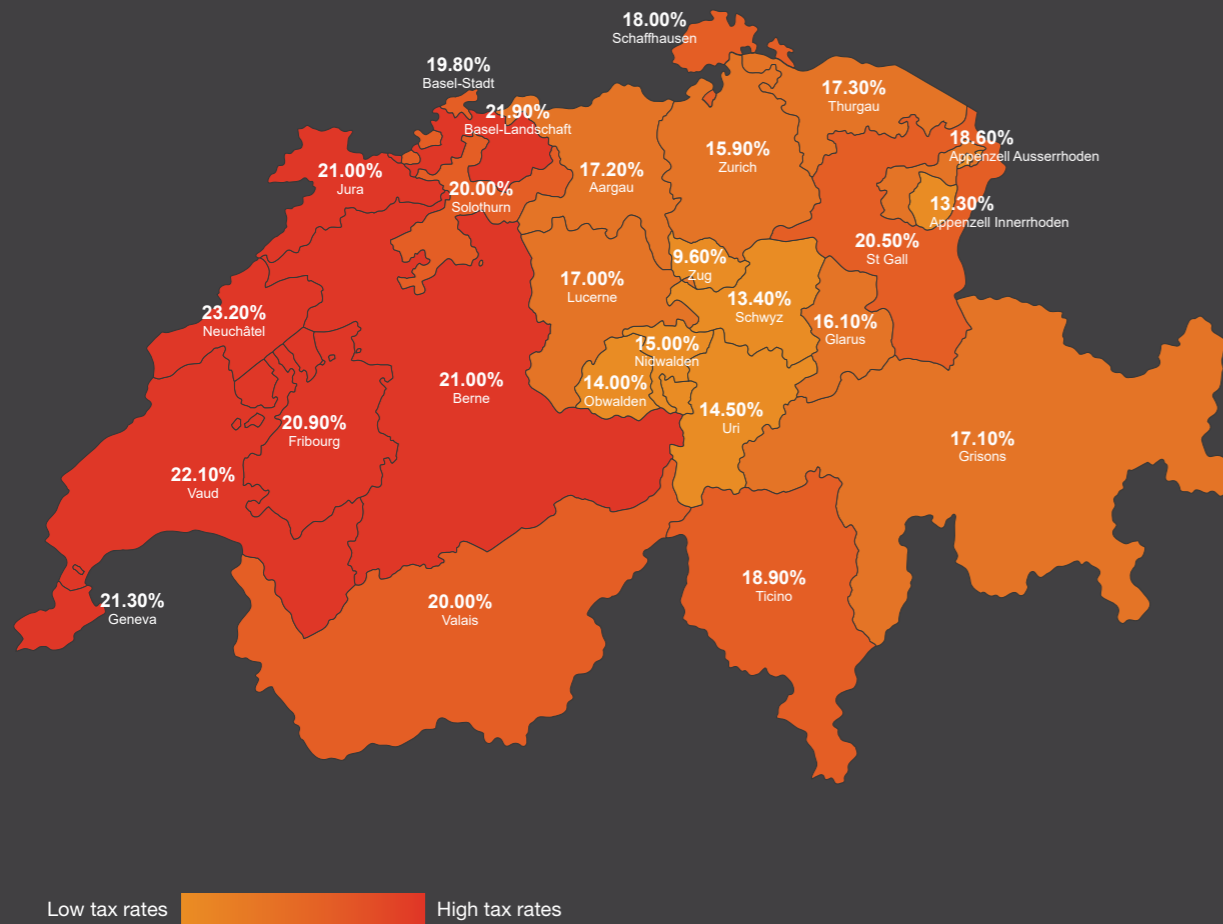 18.00%
Schaffhausen
19.80%
Basel-Stadt
17.30%
Thurgau
21.90%
Basel-Landschaft
18.60%
Appenzell Ausserrhoden
15.90%
Zurich
21.00%
Jura
17.20%
Aargau
20.00%
Solothurn
13.30%
Appenzell Innerrhoden
20.50%
St Gall
9.60%
Zug
17.00%
Lucerne
13.40%
Schwyz
23.20%
Neuchâtel
16.10%
Glarus
15.00%
Nidwalden
21.00%
Berne
14.00%
Obwalden
14.50%
Uri
20.90%
Fribourg
17.10%
Grisons
22.10%
Vaud
18.90%
Ticino
21.30%
Geneva
20.00%
Valais
Low tax rates
High tax rates